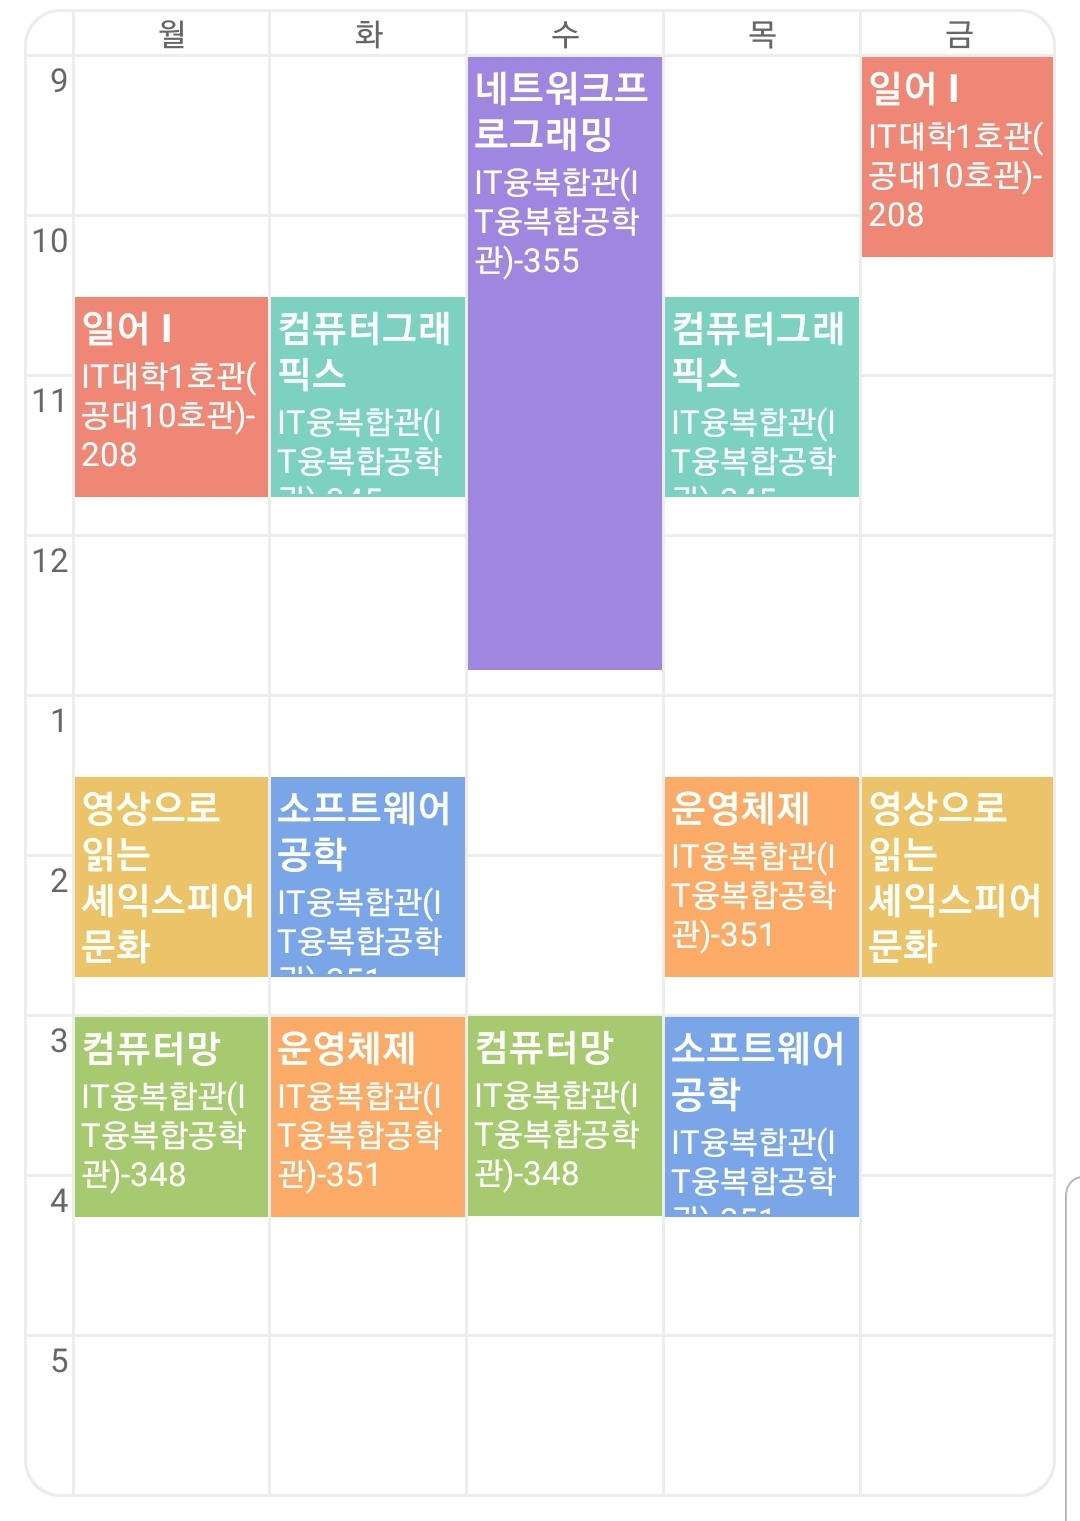 월
화
수
목
금
9
10
11
12
1
2
3
4
5
일어 I
IT대학1호관(
공대10호관)-
208
영상으로
읽는
셰익스피어
문화
컴퓨터망
IT융복합관(I
T융복합공학
관)-348
컴퓨터그래
픽스
IT융복합관(I
T융복합공학
소프트웨어
공학
IT융복합관(I
T융복합공학
운영체제
IT융복합관(I
T융복합공학
관)-351
네트워크프
로그래밍
IT융복합관(I
T융복합공학
관)-355
컴퓨터망
IT융복합관(I
T융복합공학
관)-348
컴퓨터그래
픽스
IT융복합관(I
T융복합공학
운영체제
IT융복합관(I
T융복합공학
관)-351
소프트웨어
공학
IT융복합관(I
T융복합공학
일어 I
IT대학1호관(
공대10호관)-
208
영상으로
읽는
셰익스피어
문화